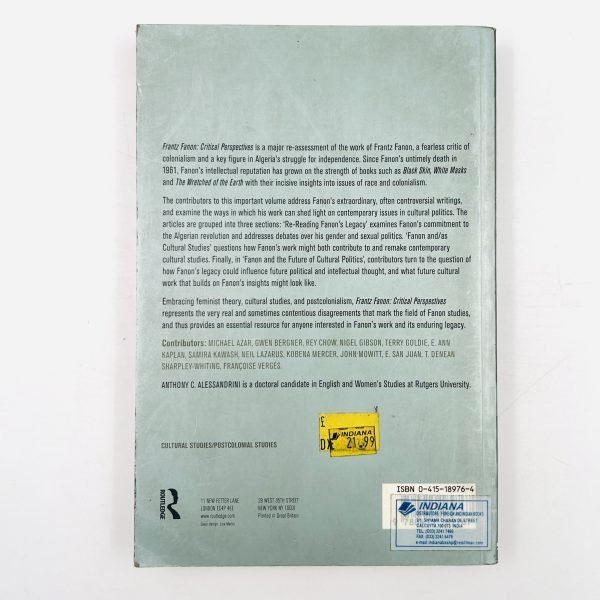 Frantz Fanon: Critical Perspectives is a major re-assessment of the work of Frantz Fanon, a fearless critic of
colonialism and a key figure in Algeria's struggle for independence. Since Fanon's untimely death in
1961, Fanon's intellectual reputation has grown on the strength of books such as Black Skin, White Masks
and The Wretched of the Earth with their incisive insights into issues of race and colonialism.
The contributors to this important volume address Fanon's extraordinary, often controversial writings,
and examine the ways in which his work can shed light on contemporary issues in cultural politics. The
articles are grouped into three sections: 'Re-Reading Fanon's Legacy' examines Fanon's commitment to
the Algerian revolution and addresses debates over his gender and sexual politics. 'Fanon and/as
Cultural Studies' questions how Fanon's work might both contribute to and remake contemporary
cultural studies. Finally, in 'Fanon and the Future of Cultural Politics', contributors turn to the question of
how Fanon's legacy could influence future political and intellectual thought, and what future cultural
work that builds on Fanon's insights might look like.
Embracing feminist theory, cultural studies, and postcolonialism, Frantz Fanon: Critical Perspectives
represents the very real and sometimes contentious disagreements that mark the field of Fanon studies,
and thus provides an essential resource for anyone interested in Fanon's work and its enduring legacy.
Contributors: MICHAEL AZAR, GWEN BERGNER, REY CHOW, NIGEL GIBSON, TERRY GOLDIE, E. ANN
KAPLAN, SAMIRA KAWASH, NEIL LAZARUS, KOBENA MERCER, JOHN MOWITT, E. SAN JUAN, T. DENEAN
SHARPLEY-WHITING, FRANÇOISE VERGÉS.
ANTHONY C. ALESSANDRINI is a doctoral candidate in English and Women's Studies at Rutgers University.
£
INDIANA
21.99
CULTURAL STUDIES/POSTCOLONIAL STUDIES
ROUTLEDGE
11 NEW FETTER LANE
LONDON EC4P 4EE
www.routledge.com
29 WEST 35TH STREET
NEW YORK NY 10001
Printed in Great Britain
ISBN 0-415-18976-4
INDIANA
CALCUTTA 700 073 INDIA